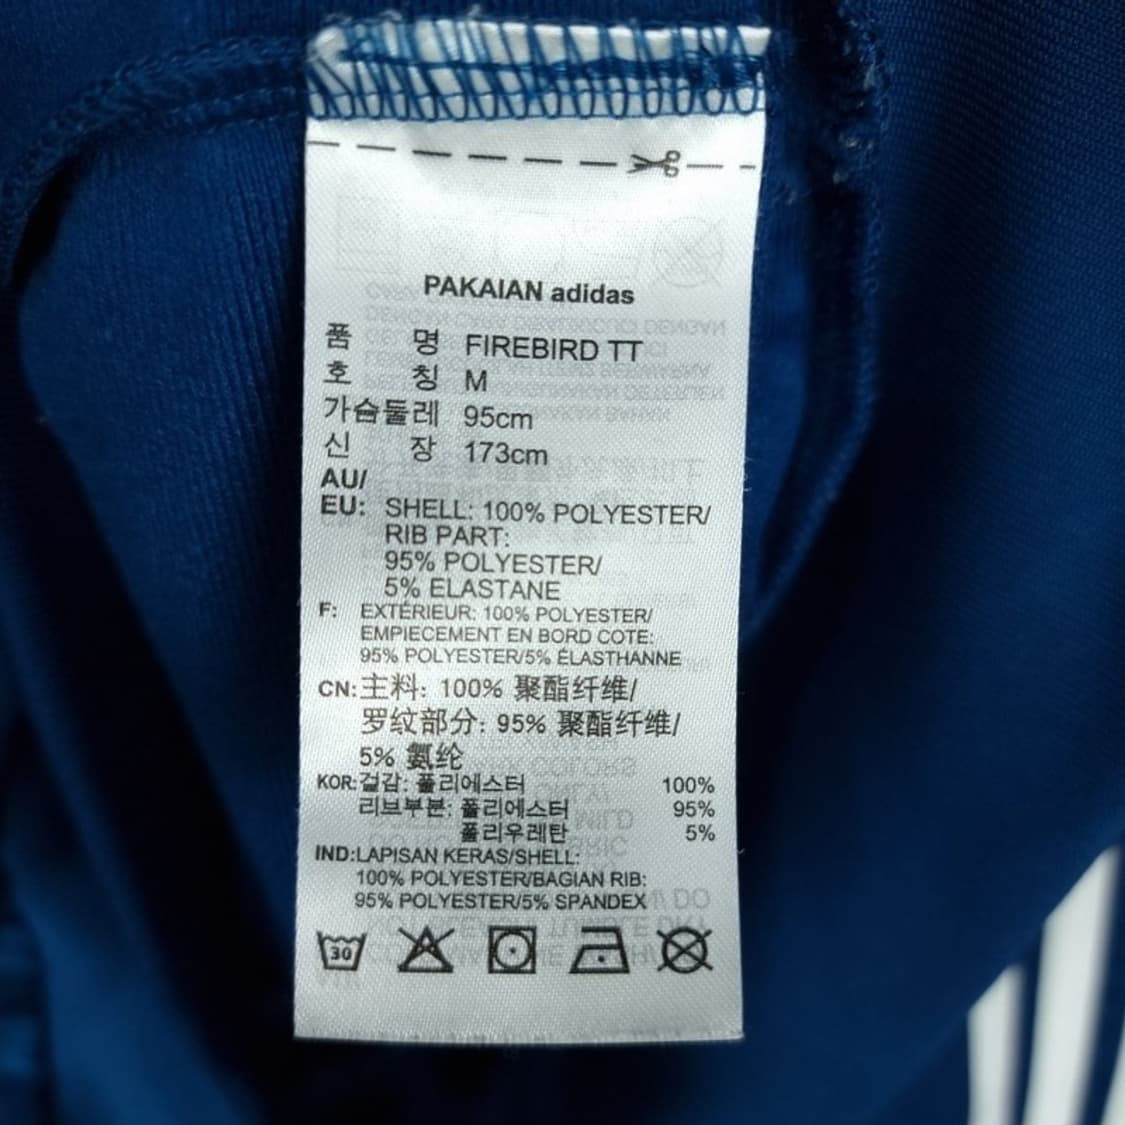 PAKAIAN adidas
품 명 FIREBIRD TT
호 칭 M
가슴둘레 95cm
신 장 173cm
AU/
EU: SHELL: 100% POLYESTER/
RIB PART:
95% POLYESTER/
5% ELASTANE
F: EXTÉRIEUR: 100% POLYESTER/
EMPIECEMENT EN BORD COTE:
95% POLYESTER/5% ÉLASTHANNE
CN: 主料: 100% 聚酯纤维/
罗纹部分: 95% 聚酯纤维/
5% 氨纶
KOR: 겉감: 폴리에스터 100%
리브부분: 폴리에스터 95%
폴리우레탄 5%
IND: LAPISAN KERAS/SHELL:
100% POLYESTER/BAGIAN RIB:
95% POLYESTER/5% SPANDEX
30